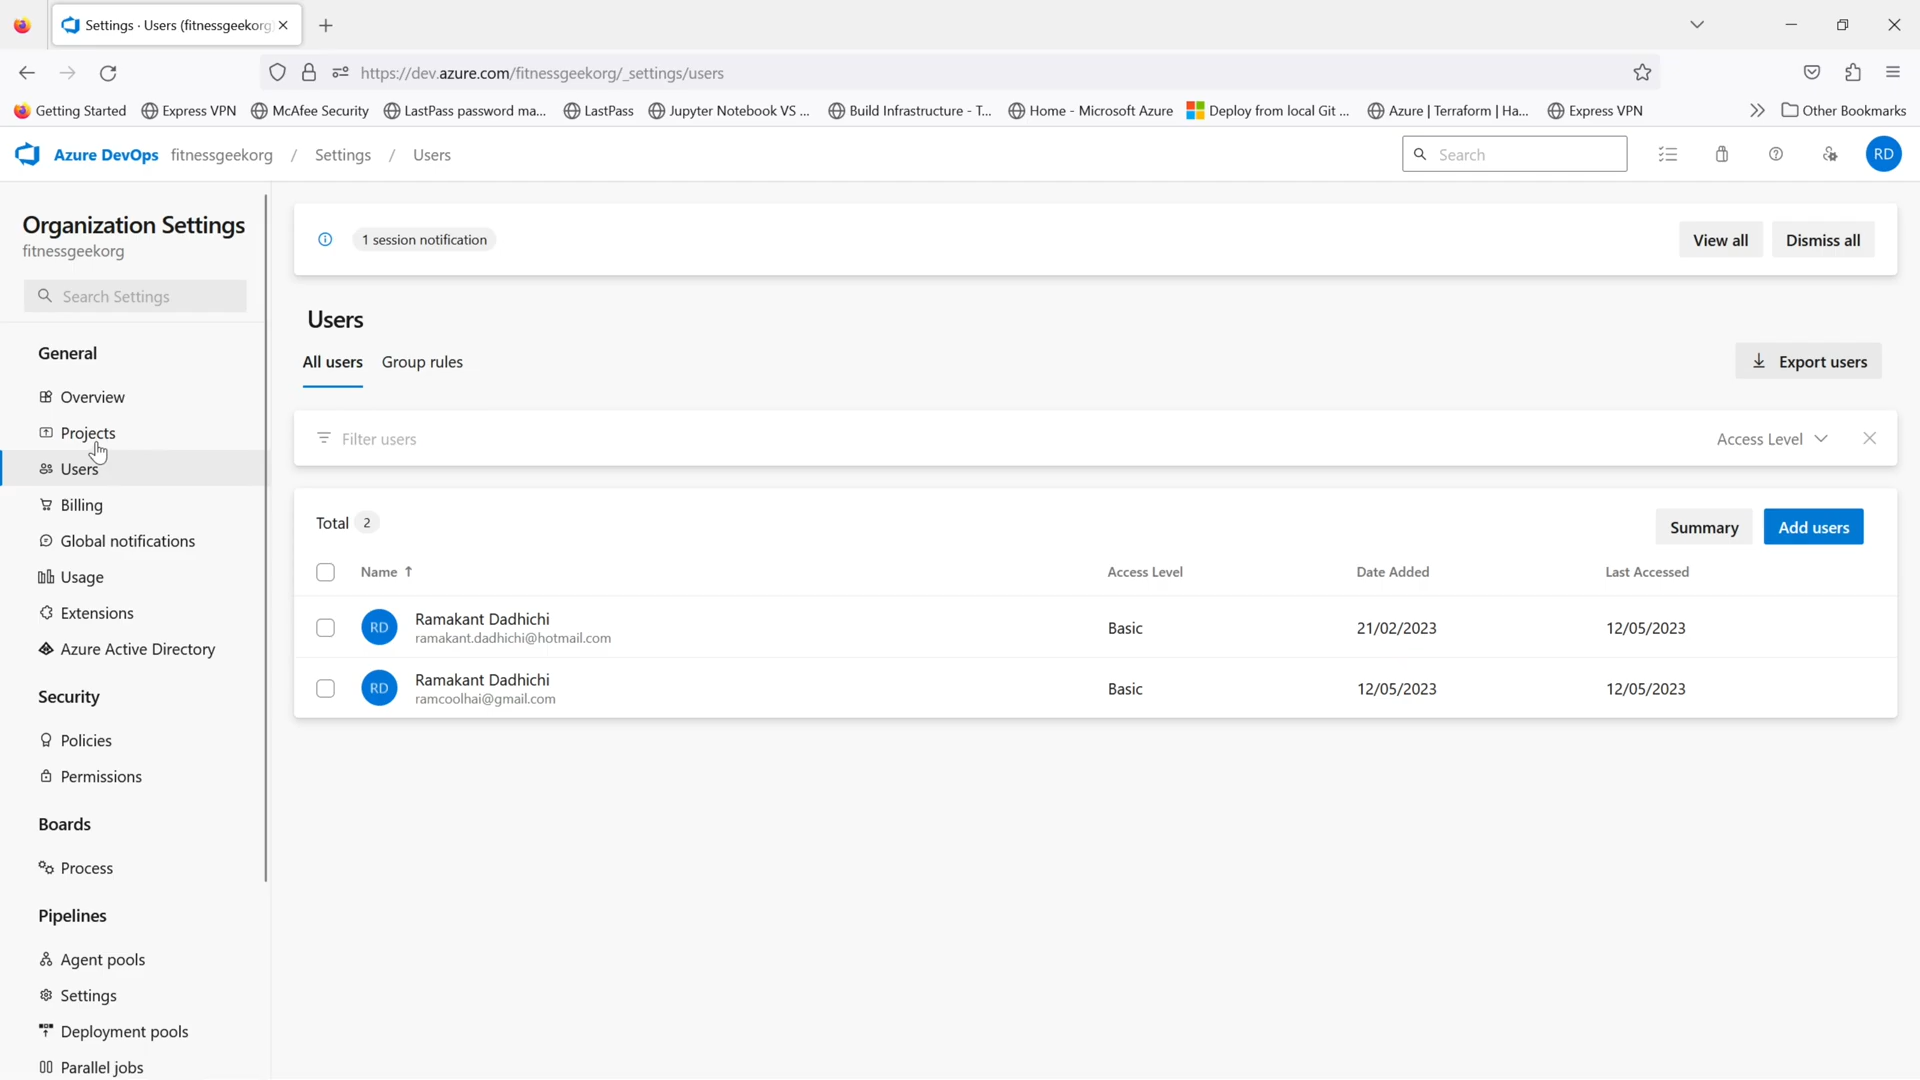 Settings · Users (fitnessgeekorg
https://dev.azure.com/fitnessgeekorg/_settings/users
Getting Started
Express VPN
McAfee Security
LastPass password ma...
LastPass
Jupyter Notebook VS ...
Build Infrastructure - T...
Home - Microsoft Azure
Deploy from local Git ...
Azure | Terraform | Ha...
Express VPN
Other Bookmarks
Azure DevOps fitnessgeekorg / Settings / Users
Search
RD
Organization Settings
fitnessgeekorg
Search Settings
General
Overview
Projects
Users
Billing
Global notifications
Usage
Extensions
Azure Active Directory
Security
Policies
Permissions
Boards
Process
Pipelines
Agent pools
Settings
Deployment pools
Parallel jobs
1 session notification
View all
Dismiss all
Users
All users
Group rules
Export users
Filter users
Access Level
Total 2
Summary
Add users
Name ↑ Access Level Date Added Last Accessed
RD Ramakant Dadhichi Basic 21/02/2023 12/05/2023
ramakant.dadhichi@hotmail.com
RD Ramakant Dadhichi Basic 12/05/2023 12/05/2023
ramcoolhai@gmail.com